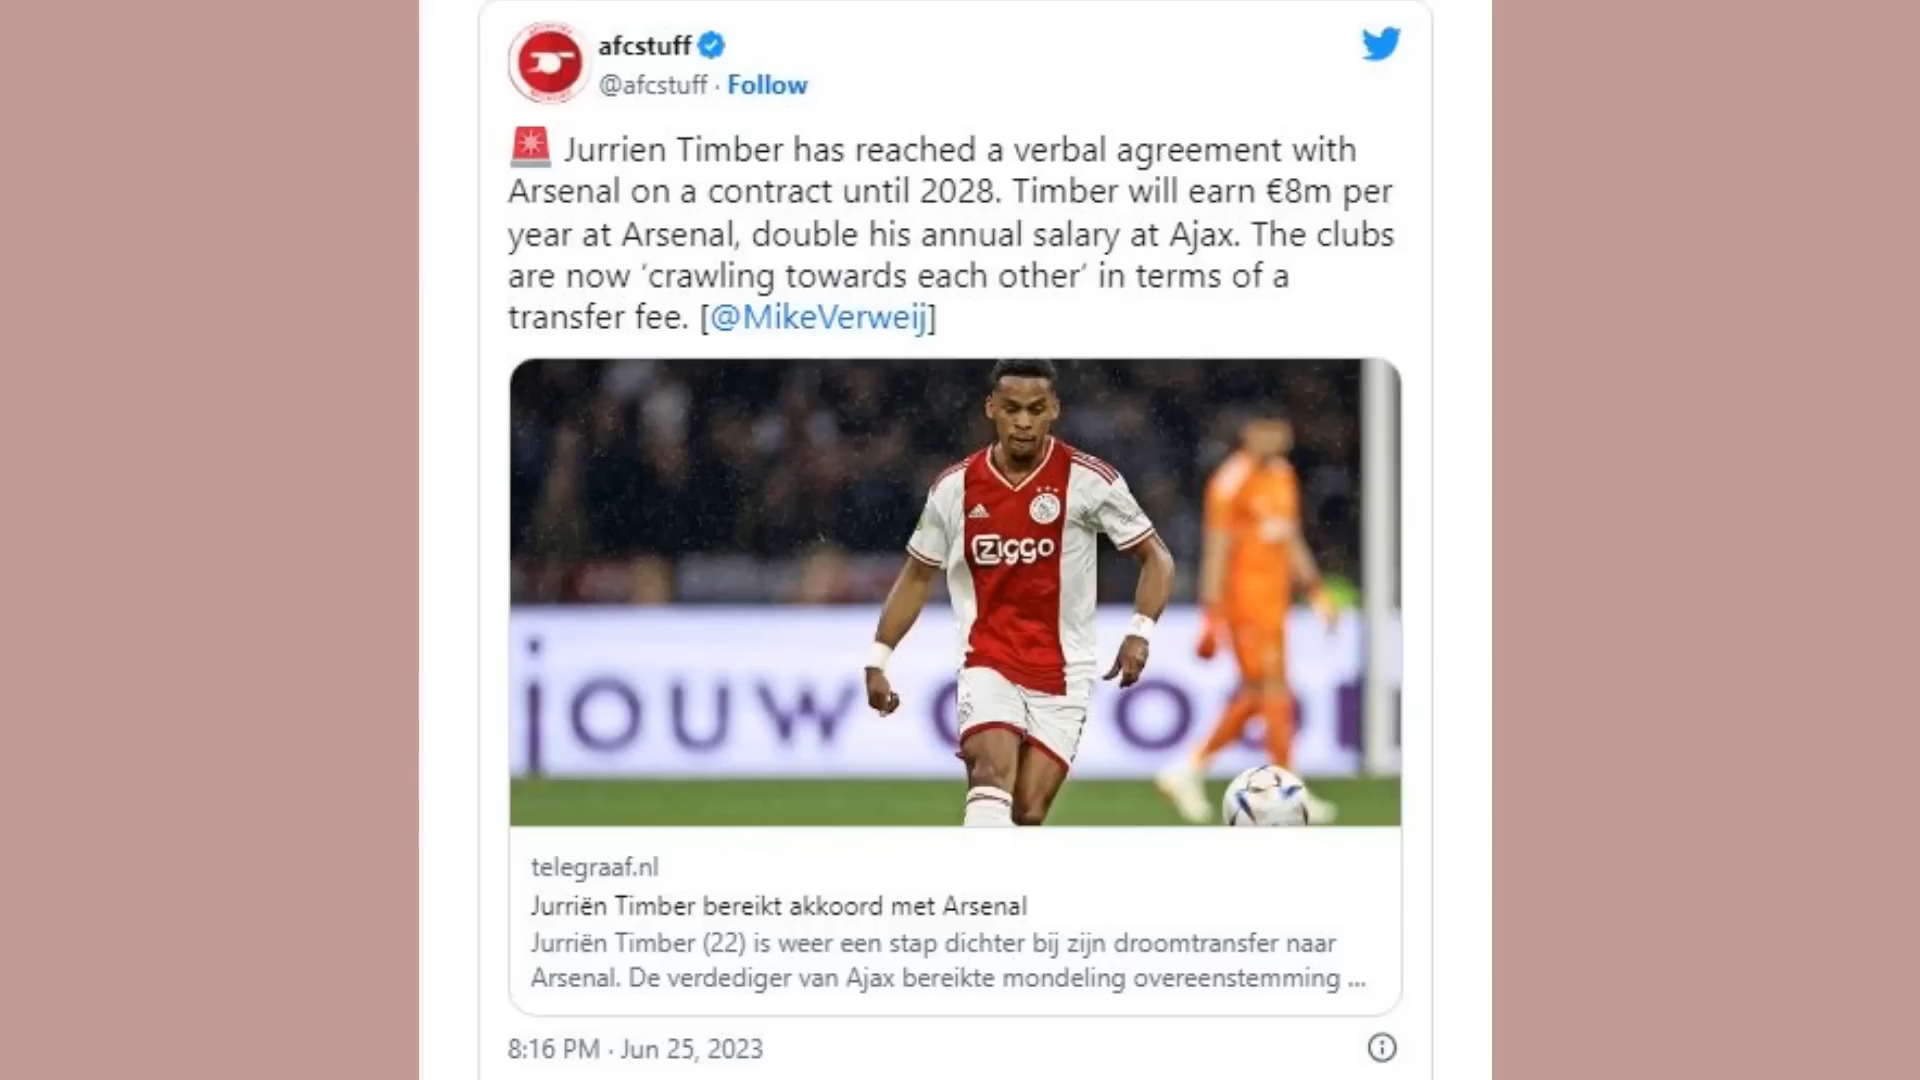 afcstuff
@afcstuff · Follow
🚨 Jurrien Timber has reached a verbal agreement with
Arsenal on a contract until 2028. Timber will earn €8m per
year at Arsenal, double his annual salary at Ajax. The clubs
are now ‘crawling towards each other’ in terms of a
transfer fee. [@MikeVerweij]
ziggo
jouw
telegraaf.nl
Jurriën Timber bereikt akkoord met Arsenal
Jurriën Timber (22) is weer een stap dichter bij zijn droomtransfer naar
Arsenal. De verdediger van Ajax bereikte mondeling overeenstemming ...
8:16 PM · Jun 25, 2023